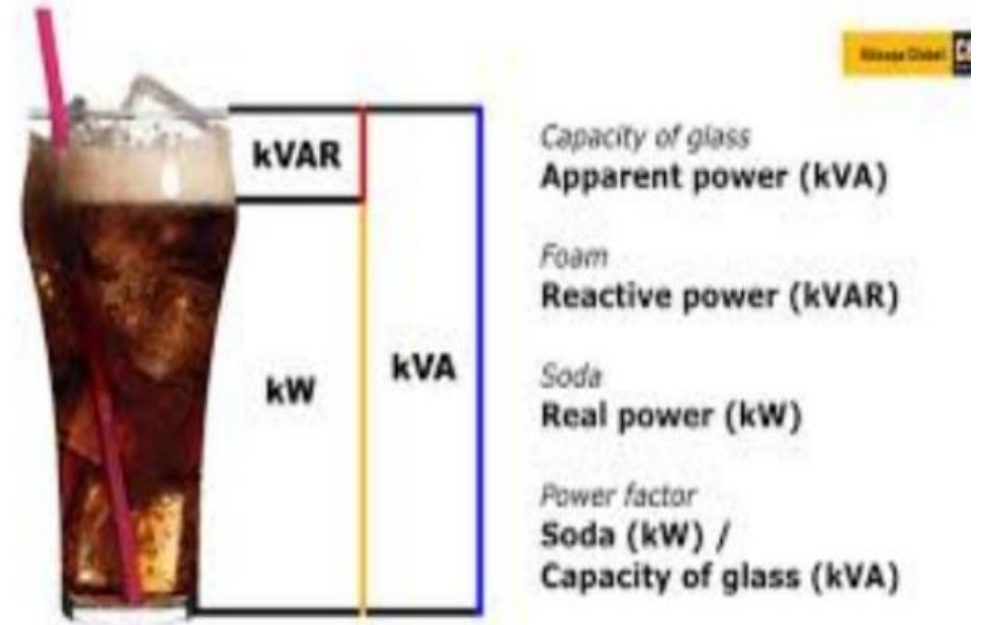 kVAR
kW
kVA
Capacity of glass
Apparent power (kVA)
Foam
Reactive power (kVAR)
Soda
Real power (kW)
Power factor
Soda (kW) /
Capacity of glass (kVA)